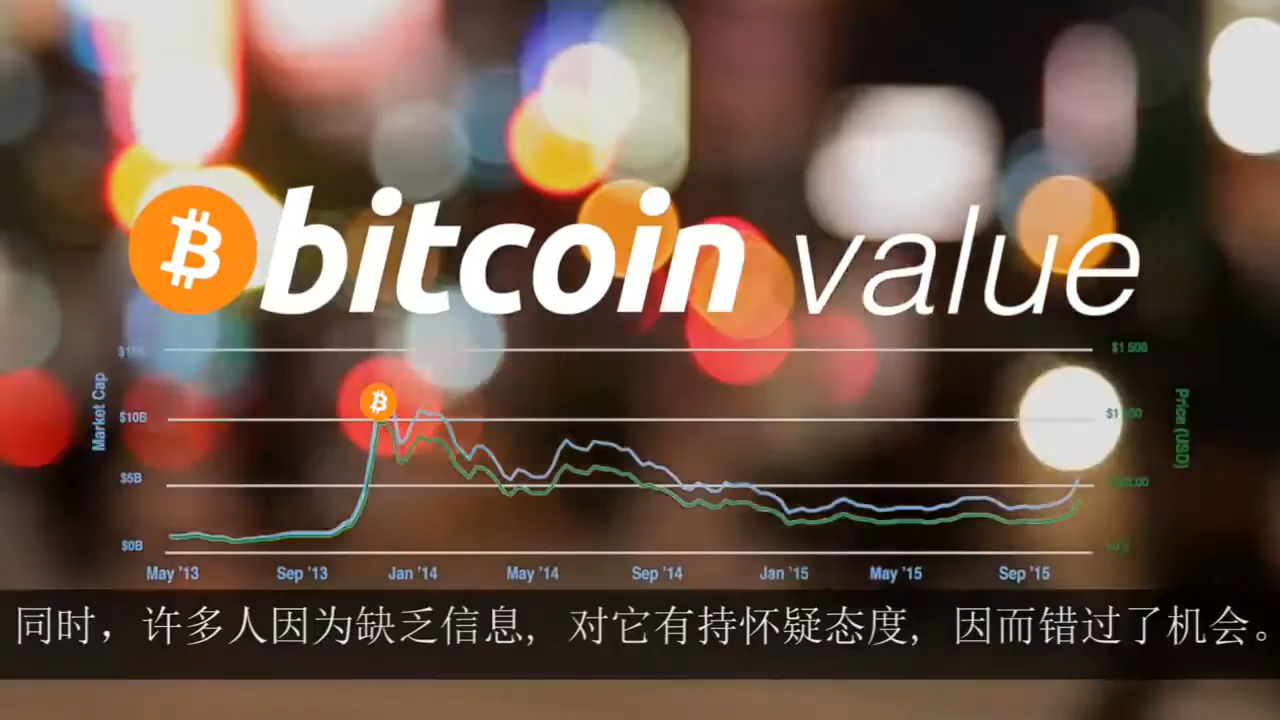 bitcoin value
$1 500
Market Cap
$10B
Price (USD)
$5B
$0B
May '13 Sep '13 Jan '14 May '14 Sep '14 Jan '15 May '15 Sep '15
同时，许多人因为缺乏信息，对它有持怀疑态度，因而错过了机会。